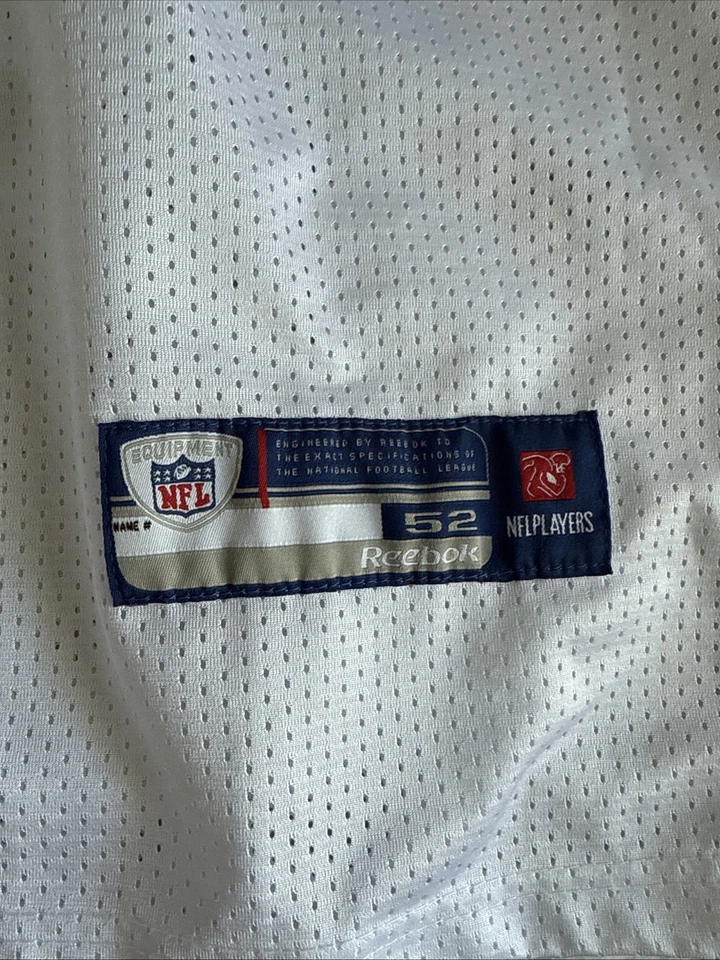 EQUIPMENT
NFL
ENGINEERED BY REEBOK TO
THE EXACT SPECIFICATIONS OF
THE NATIONAL FOOTBALL LEAGUE
NAME #
52
Reebok
NFLPLAYERS